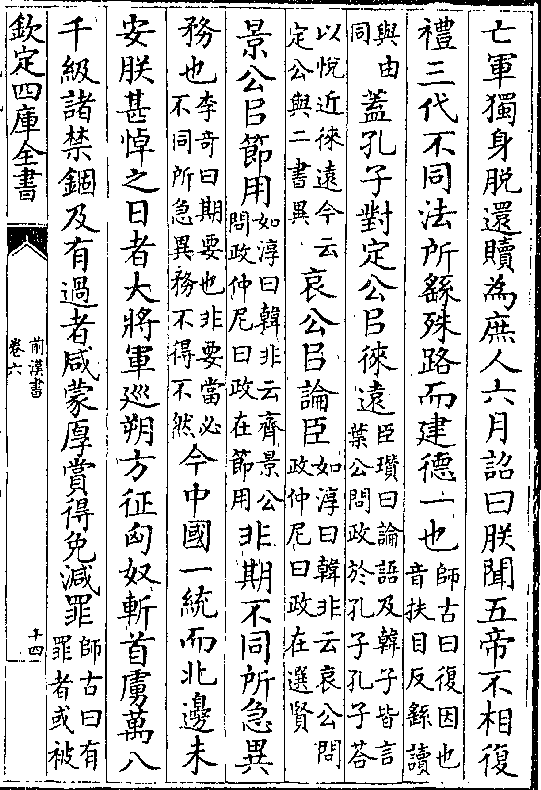 亡軍獨身脱還贖為庶人六月詔曰朕聞五帝不相復
禮三代不同法所繇殊路而建德一也師古曰復因也音扶目反繇讀
與由同蓋孔子對定公㠯徠遠臣瓚曰論語及韓子皆言葉公問政於孔子孔子荅
以悅近徠遠今云定公與二書異哀公㠯論臣如淳曰韓非云哀公問政仲尼曰政在選賢
景公㠯節用如淳曰韓非云齊景公問政仲尼曰政在節用非期不同所急異
務也李奇曰期要也非要當必不同所急異務不得不然今中國一統而北邊未
安朕甚悼之日者大將軍巡朔方征匈奴斬首虜萬八
千級諸禁錮及有過者咸蒙厚賞得免減罪師古曰有罪者或被
欽定四庫全書
前漢書
卷六
十四